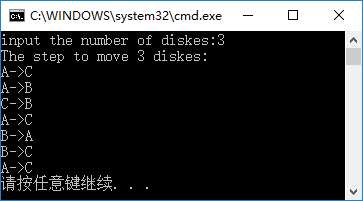 C:\WINDOWS\system32\cmd.exe
input the number of diskes:3
The step to move 3 diskes:
A->C
A->B
C->B
A->C
B->A
B->C
A->C
请按任意键继续. . .